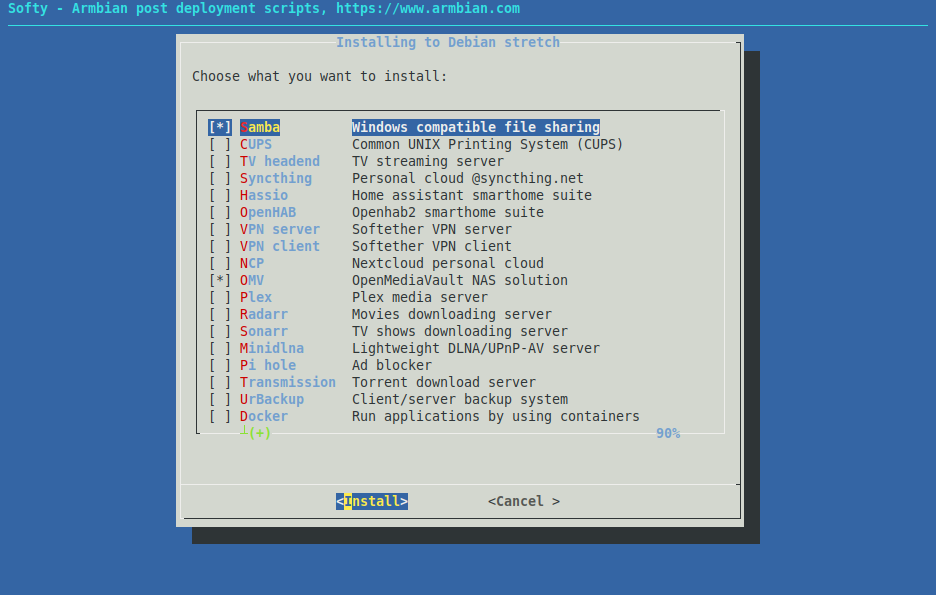 Softy - Armbian post deployment scripts, https://www.armbian.com
Installing to Debian stretch
Choose what you want to install:
[*] Samba Windows compatible file sharing
[ ] CUPS Common UNIX Printing System (CUPS)
[ ] TV headend TV streaming server
[ ] Syncthing Personal cloud @syncthing.net
[ ] Hassio Home assistant smarthome suite
[ ] OpenHAB Openhab2 smarthome suite
[ ] VPN server Softether VPN server
[ ] VPN client Softether VPN client
[ ] NCP Nextcloud personal cloud
[*] OMV OpenMediaVault NAS solution
[ ] Plex Plex media server
[ ] Radarr Movies downloading server
[ ] Sonarr TV shows downloading server
[ ] Minidlna Lightweight DLNA/UPnP-AV server
[ ] Pi hole Ad blocker
[ ] Transmission Torrent download server
[ ] UrBackup Client/server backup system
[ ] Docker Run applications by using containers
┴(+) 90%
<Install> <Cancel >